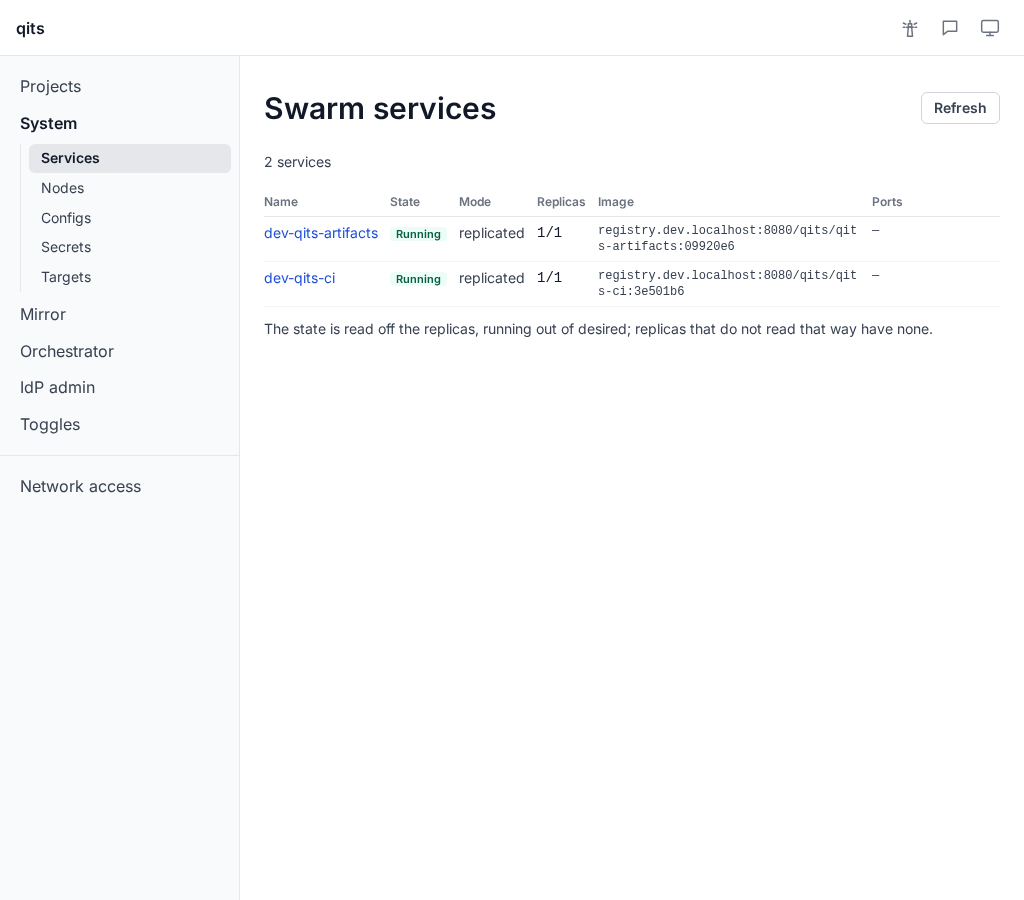 qits
Projects
System
Services
Nodes
Configs
Secrets
Targets
Mirror
Orchestrator
IdP admin
Toggles
Network access
Swarm services
Refresh
2 services
Name State Mode Replicas Image Ports
dev-qits-artifacts Running replicated 1/1 registry.dev.localhost:8080/qits/qit —
s-artifacts:09920e6
dev-qits-ci Running replicated 1/1 registry.dev.localhost:8080/qits/qit —
s-ci:3e501b6
The state is read off the replicas, running out of desired; replicas that do not read that way have none.